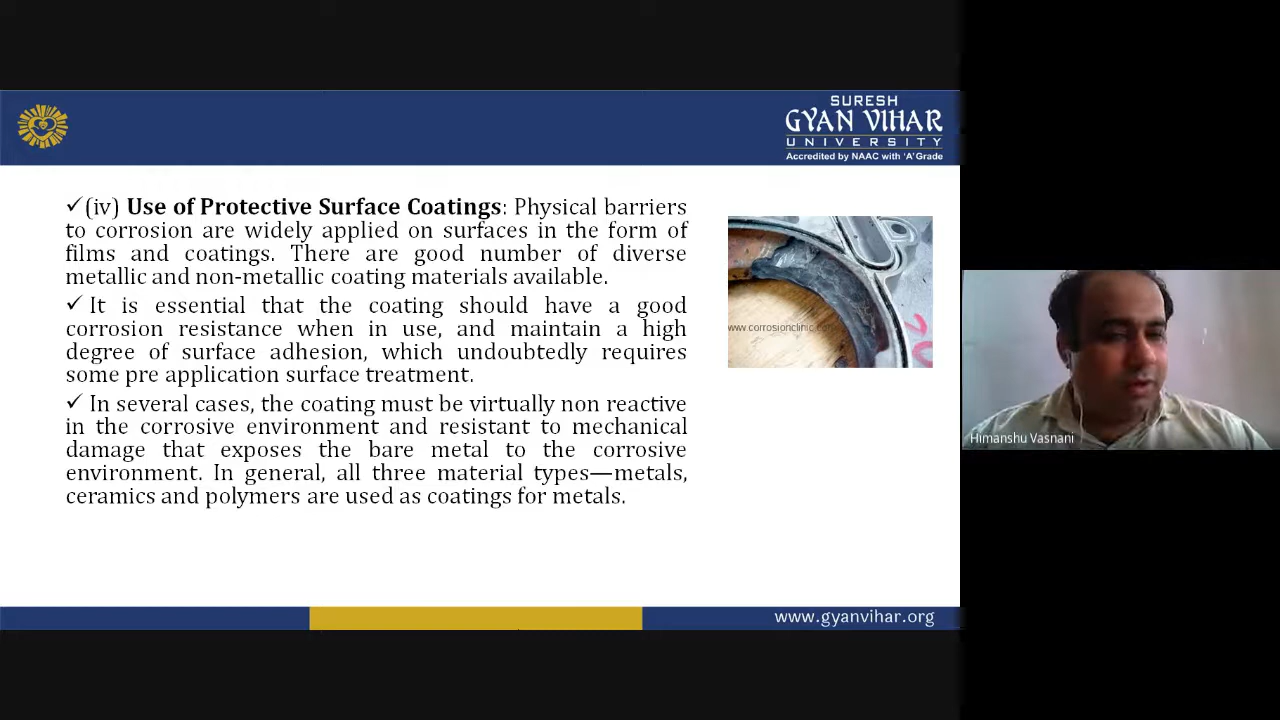 SURESH
GYAN VIHAR
UNIVERSITY
Accredited by NAAC with 'A' Grade
✓(iv) Use of Protective Surface Coatings: Physical barriers
to corrosion are widely applied on surfaces in the form of
films and coatings. There are good number of diverse
metallic and non-metallic coating materials available.
✓ It is essential that the coating should have a good
corrosion resistance when in use, and maintain a high
degree of surface adhesion, which undoubtedly requires
some pre application surface treatment.
✓ In several cases, the coating must be virtually non reactive
in the corrosive environment and resistant to mechanical
damage that exposes the bare metal to the corrosive
environment. In general, all three material types—metals,
ceramics and polymers are used as coatings for metals.
www.corrosionclinic.com
Himanshu Vasnani
www.gyanvihar.org